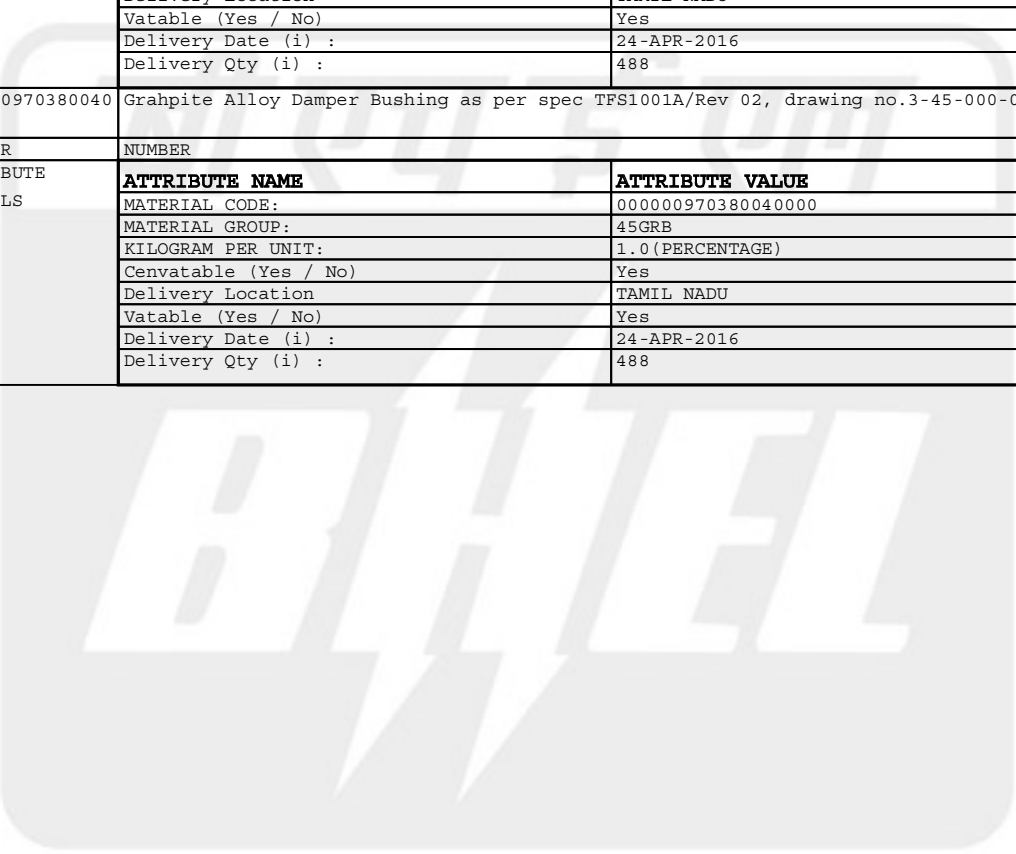 Vatable (Yes / No) Yes
Delivery Date (i) : 24-APR-2016
Delivery Qty (i) : 488
0970380040 Grahpite Alloy Damper Bushing as per spec TFS1001A/Rev 02, drawing no.3-45-000-0
R NUMBER
BUTE ATTRIBUTE NAME ATTRIBUTE VALUE
LS MATERIAL CODE: 000000970380040000
MATERIAL GROUP: 45GRB
KILOGRAM PER UNIT: 1.0(PERCENTAGE)
Cenvatable (Yes / No) Yes
Delivery Location TAMIL NADU
Vatable (Yes / No) Yes
Delivery Date (i) : 24-APR-2016
Delivery Qty (i) : 488
BHEL